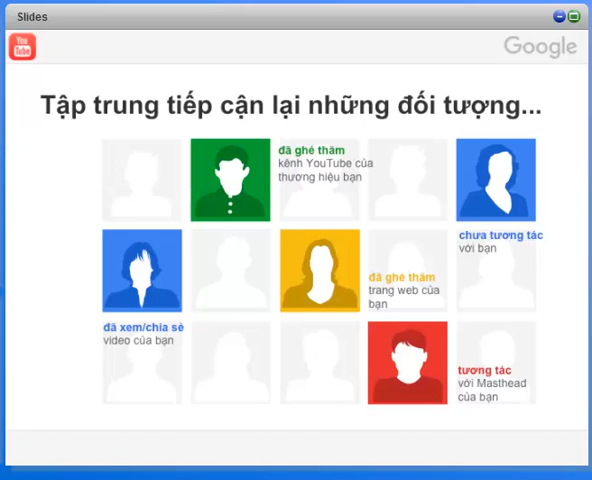 Slides
You
Tube
Google
Tập trung tiếp cận lại những đối tượng...
đã ghé thăm
kênh YouTube của
thương hiệu bạn
chưa tương tác
với bạn
đã ghé thăm
trang web của
bạn
đã xem/chia sẻ
video của bạn
tương tác
với Masthead
của bạn